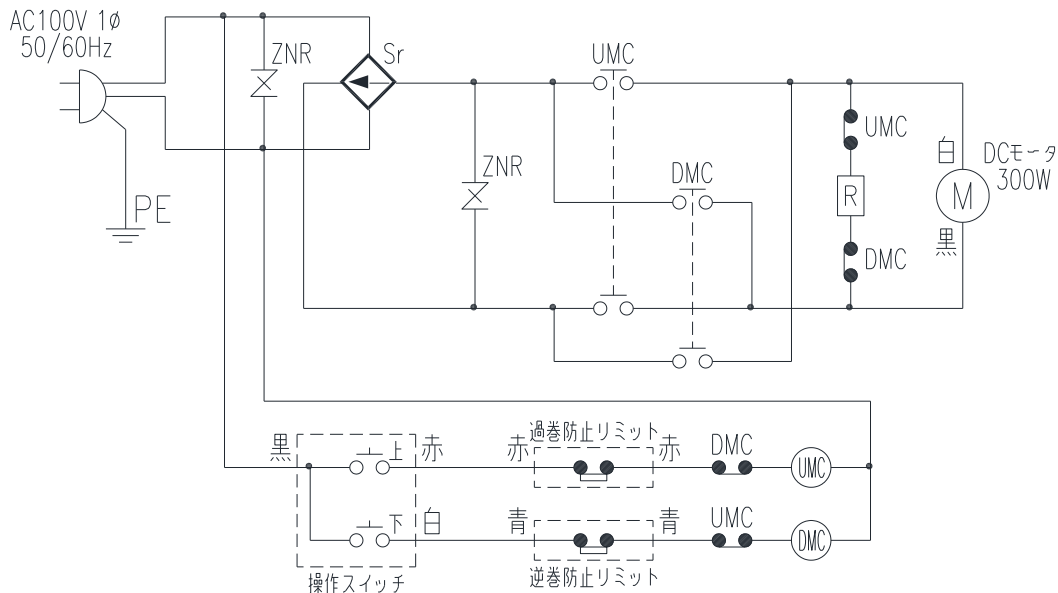 AC100V 1ø
50/60Hz
ZNR
Sr
UMC
ZNR
DMC
UMC
R
DMC
白
M
黒
DCモータ
300W
PE
黒
上
赤
赤
過巻防止リミット
赤
DMC
UMC
下
白
青
青
UMC
DMC
操作スイッチ
逆巻防止リミット